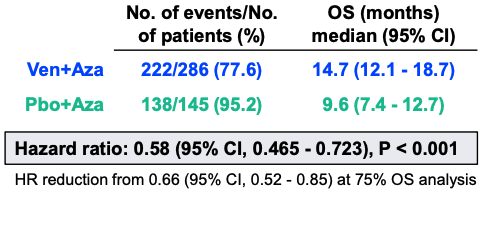 No. of events/No. OS (months)
of patients (%) median (95% CI)
Ven+Aza 222/286 (77.6) 14.7 (12.1 - 18.7)
Pbo+Aza 138/145 (95.2) 9.6 (7.4 - 12.7)
Hazard ratio: 0.58 (95% CI, 0.465 - 0.723), P < 0.001
HR reduction from 0.66 (95% CI, 0.52 - 0.85) at 75% OS analysis